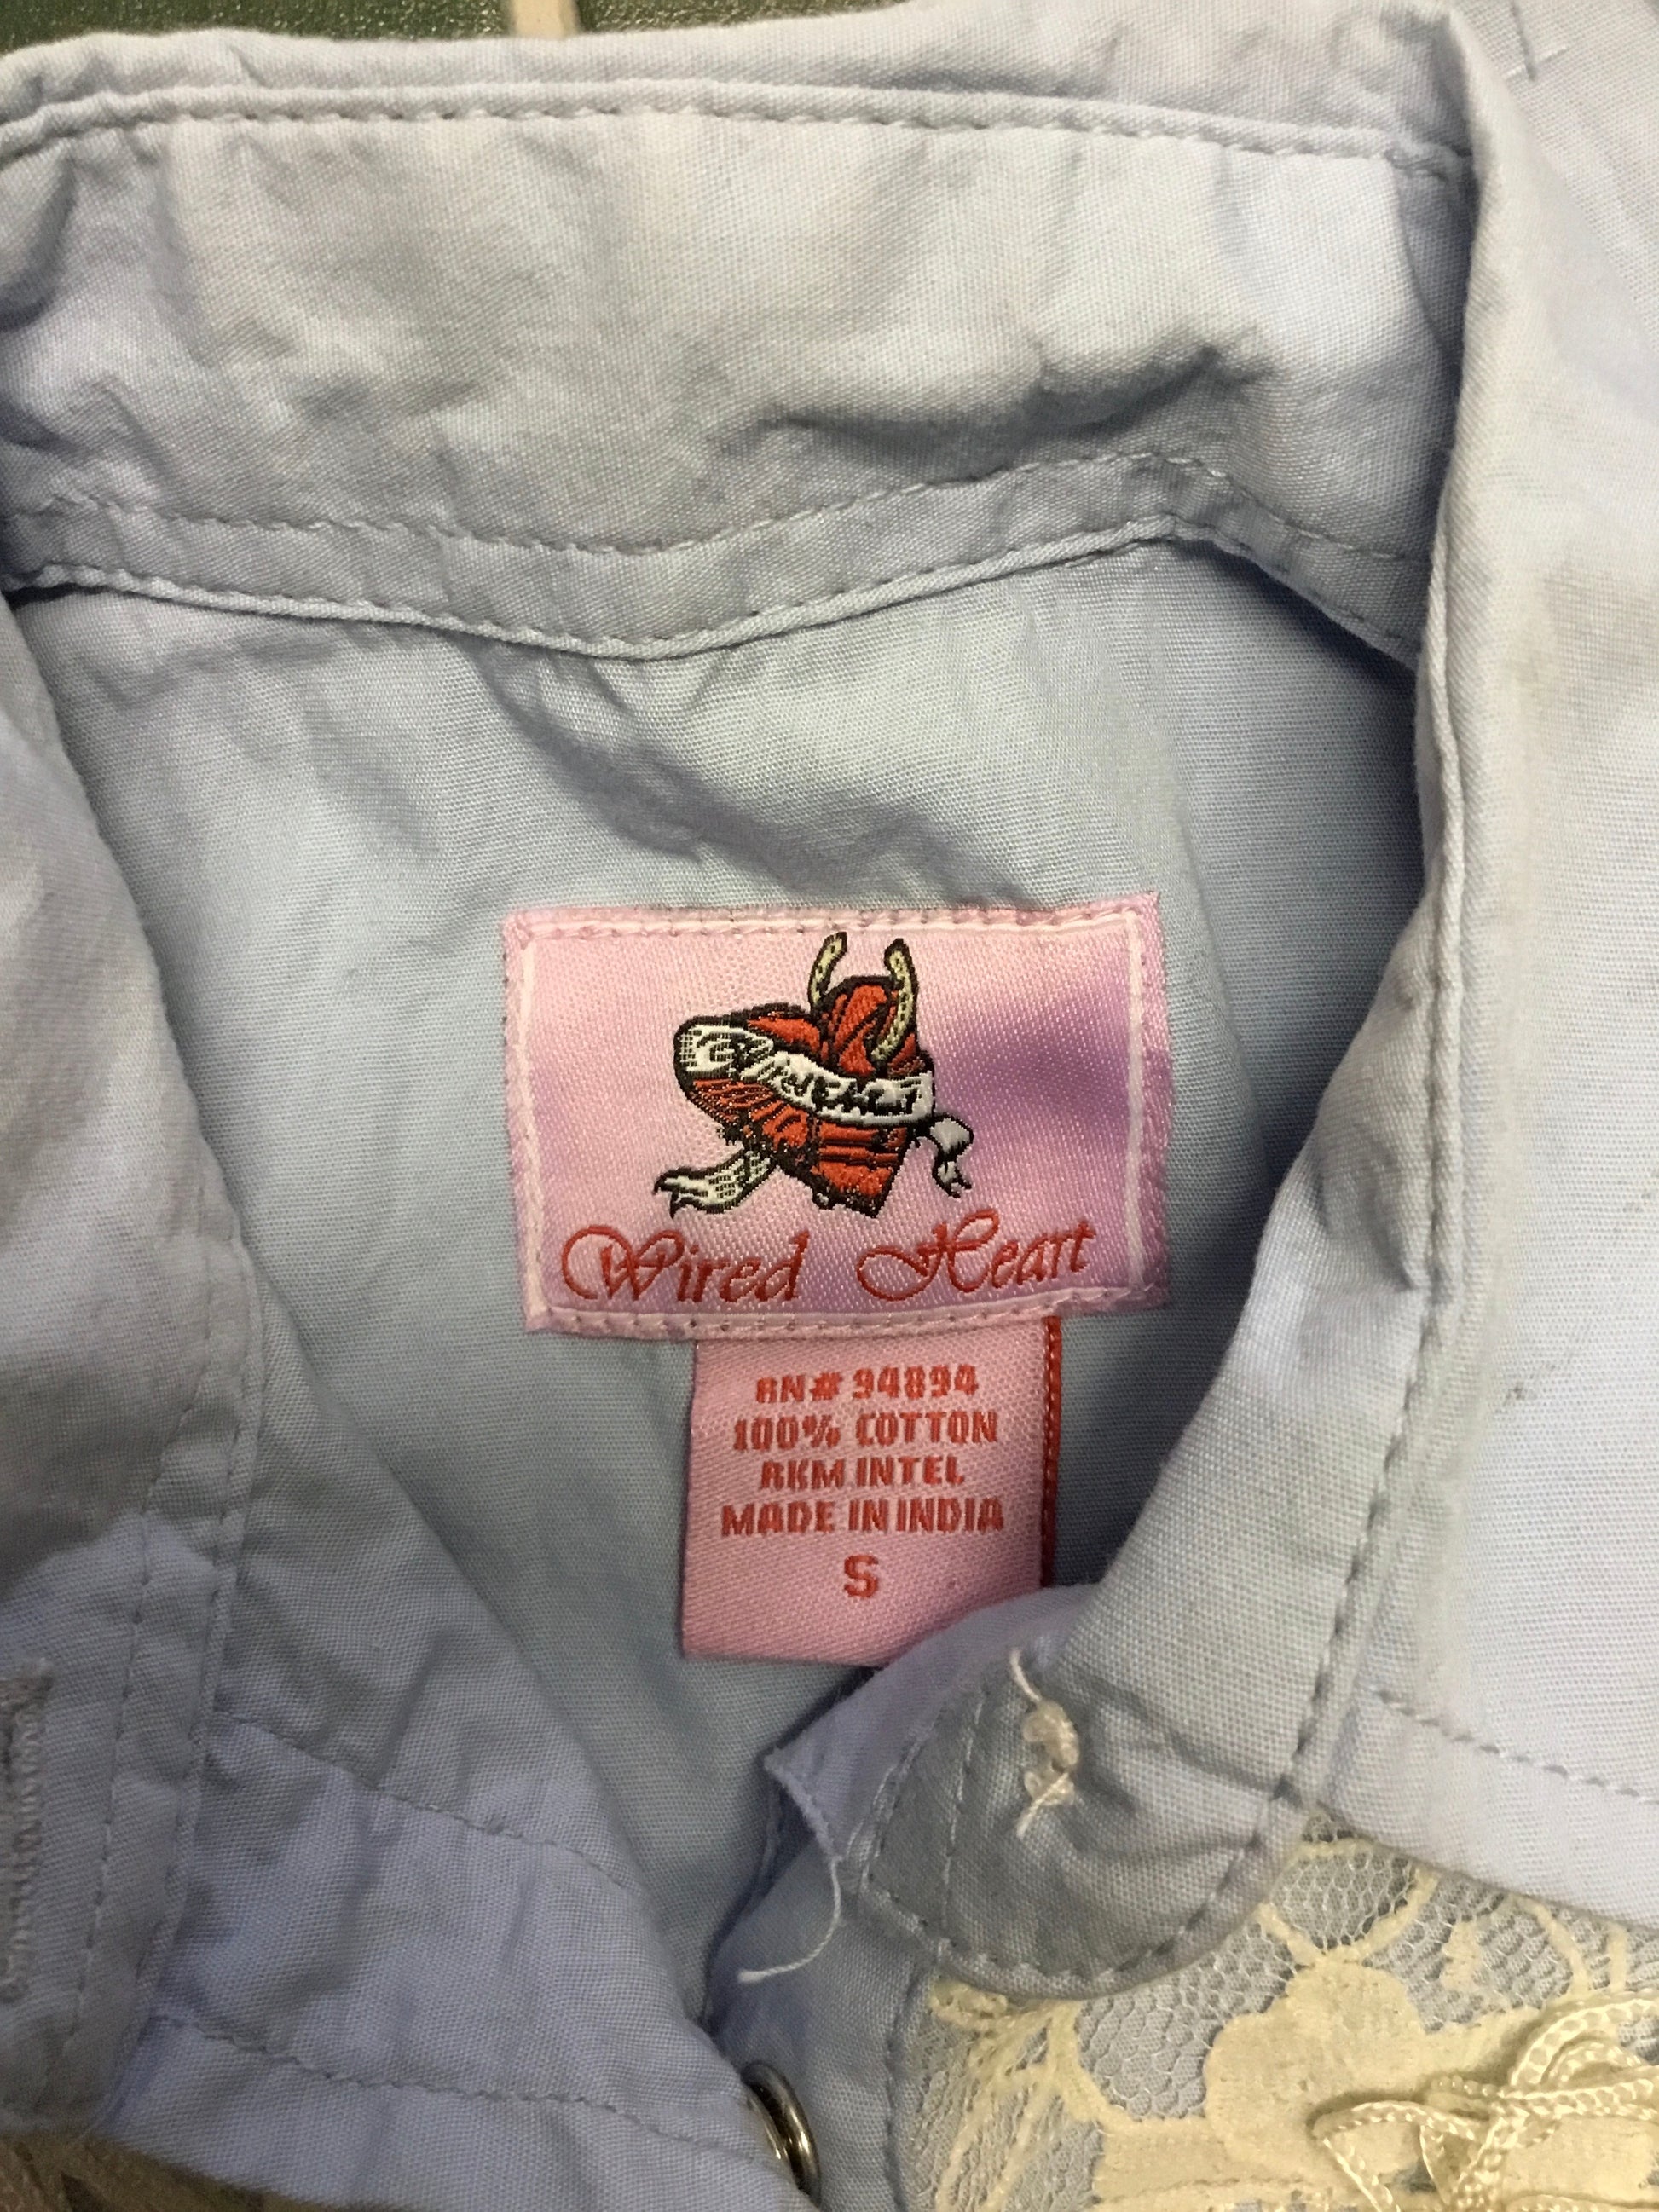 Wired Heart
RN# 94894
100% COTTON
RKM INTEL
MADE IN INDIA
S